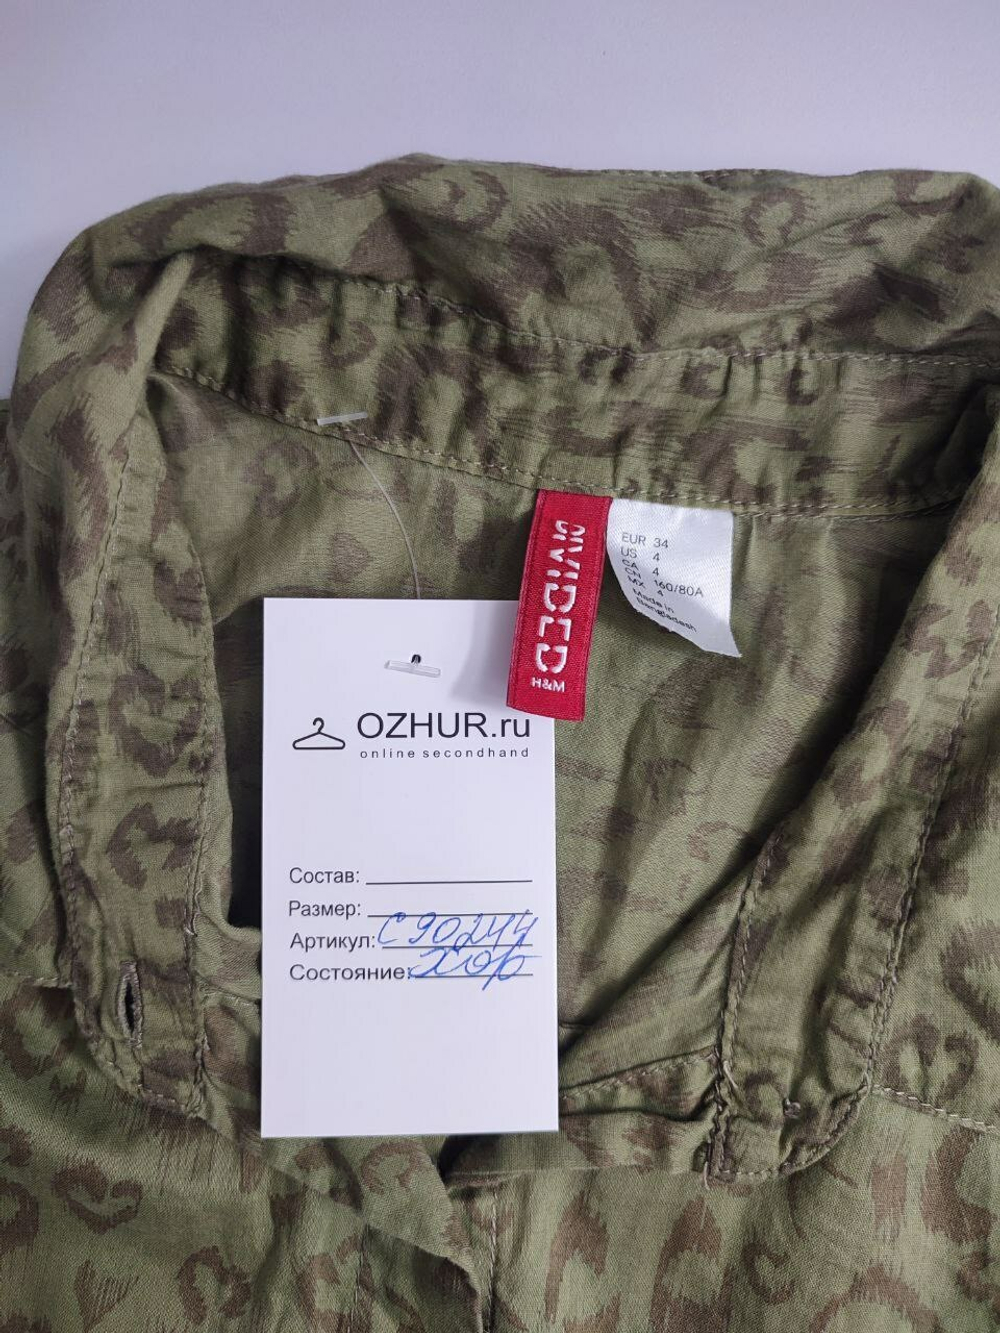 DIVIDED
H&M
EUR 34
US 4
CA 4
CN 160/80A
MX 4
Made in
Bangladesh
OZHUR.ru
online secondhand
Состав:
Размер:
Артикул: С90244
Состояние: хор